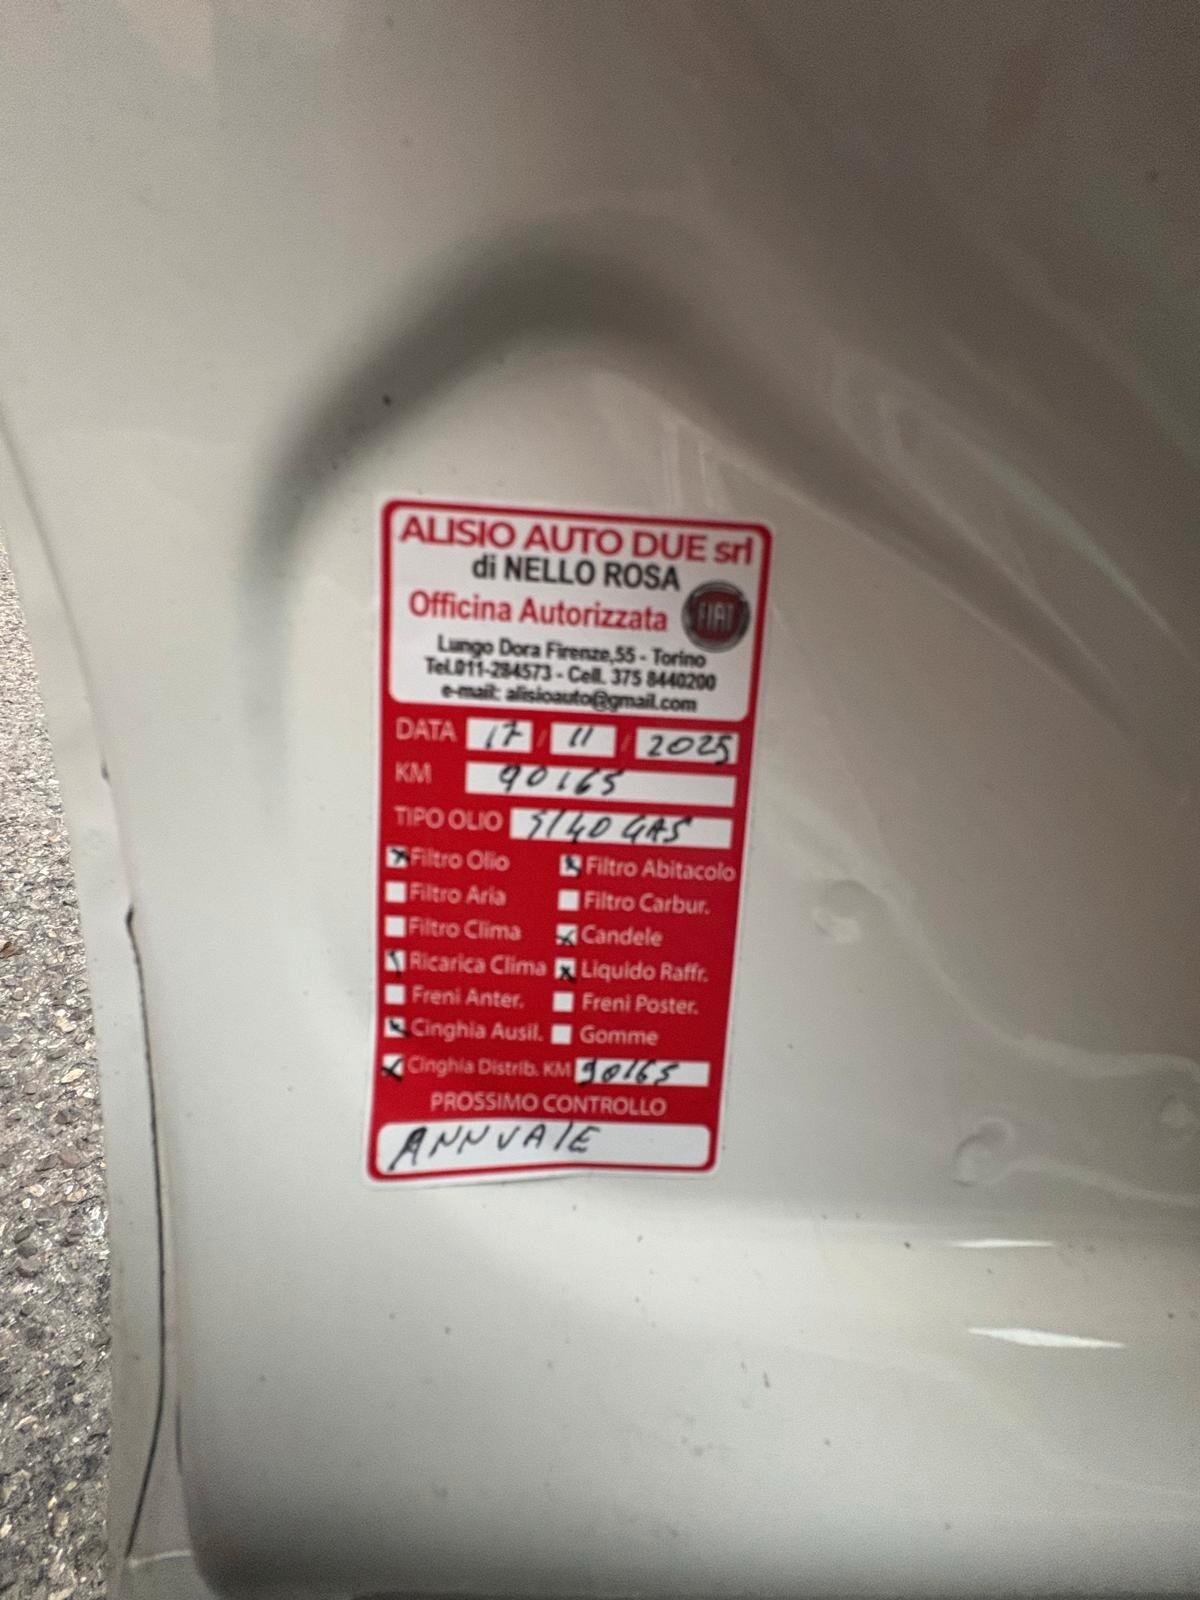 ALISIO AUTO DUE srl
di NELLO ROSA
Officina Autorizzata FIAT
Lungo Dora Firenze,55 - Torino
Tel.011-284573 - Cell. 375 8440200
e-mail: alisioauto@gmail.com
DATA 17 / 11 / 2025
KM 90165
TIPO OLIO 5/40 GAS
Filtro Olio Filtro Abitacolo
Filtro Aria Filtro Carbur.
Filtro Clima Candele
Ricarica Clima Liquido Raffr.
Freni Anter. Freni Poster.
Cinghia Ausil. Gomme
Cinghia Distrib. KM 90165
PROSSIMO CONTROLLO
ANNUALE